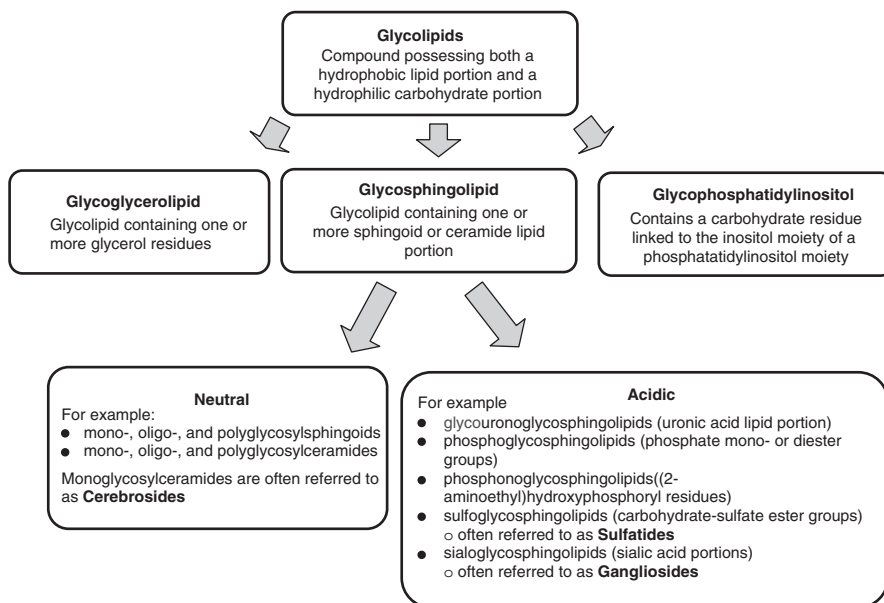 Glycolipids
Compound possessing both a
hydrophobic lipid portion and a
hydrophilic carbohydrate portion
Glycoglycerolipid
Glycolipid containing one or
more glycerol residues
Glycosphingolipid
Glycolipid containing one or
more sphingoid or ceramide lipid
portion
Glycophosphatidylinositol
Contains a carbohydrate residue
linked to the inositol moiety of a
phosphatatidylinositol moiety
Neutral
For example:
● mono-, oligo-, and polyglycosylsphingoids
● mono-, oligo-, and polyglycosylceramides
Monoglycosylceramides are often referred to
as Cerebrosides
Acidic
For example
● glycouronoglycosphingolipids (uronic acid lipid portion)
● phosphoglycosphingolipids (phosphate mono- or diester
groups)
● phosphonoglycosphingolipids((2-
aminoethyl)hydroxyphosphoryl residues)
● sulfoglycosphingolipids (carbohydrate-sulfate ester groups)
o often referred to as Sulfatides
● sialoglycosphingolipids (sialic acid portions)
o often referred to as Gangliosides